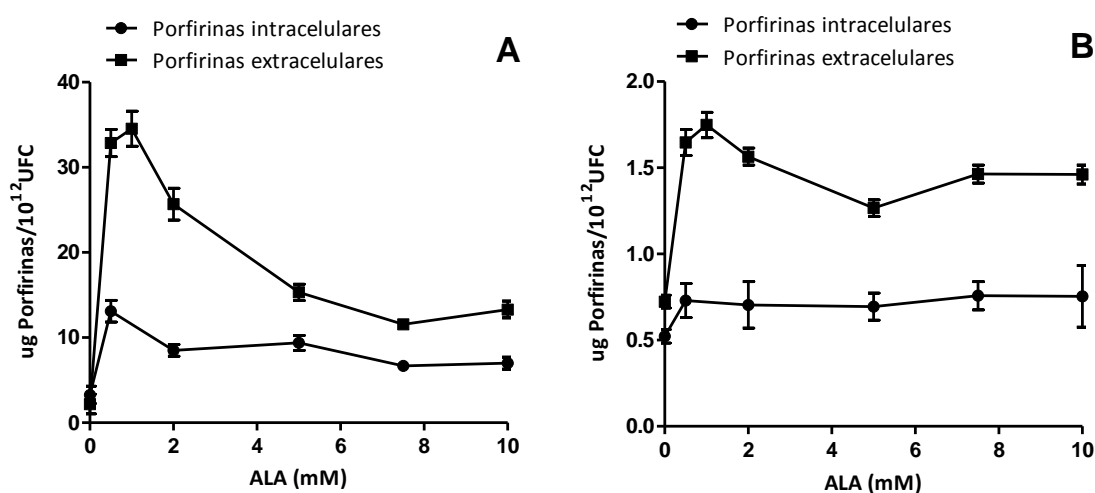 Porfirinas intracelulares
Porfirinas extracelulares
A
40
30
20
10
0
ug Porfirinas/10¹²UFC
0 2 4 6 8 10
ALA (mM)
Porfirinas intracelulares
Porfirinas extracelulares
B
2.0
1.5
1.0
0.5
0.0
ug Porfirinas/10¹²UFC
0 2 4 6 8 10
ALA (mM)